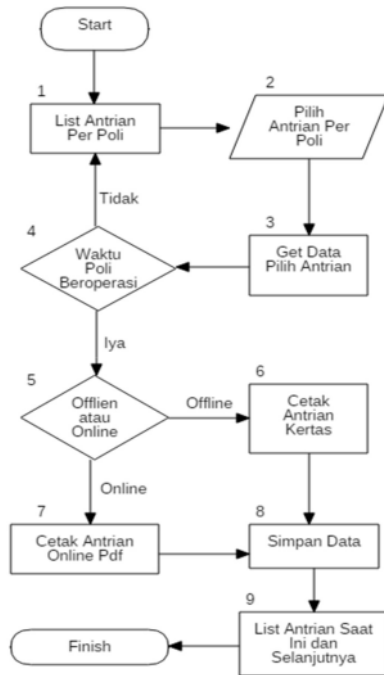 Start
1
List Antrian
Per Poli
2
Pilih
Antrian Per
Poli
Tidak
3
Get Data
Pilih Antrian
4
Waktu
Poli
Beroperasi
Iya
5
Offlien
atau
Online
Offline
6
Cetak
Antrian
Kertas
Online
7
Cetak Antrian
Online Pdf
8
Simpan Data
9
List Antrian Saat
Ini dan
Selanjutnya
Finish